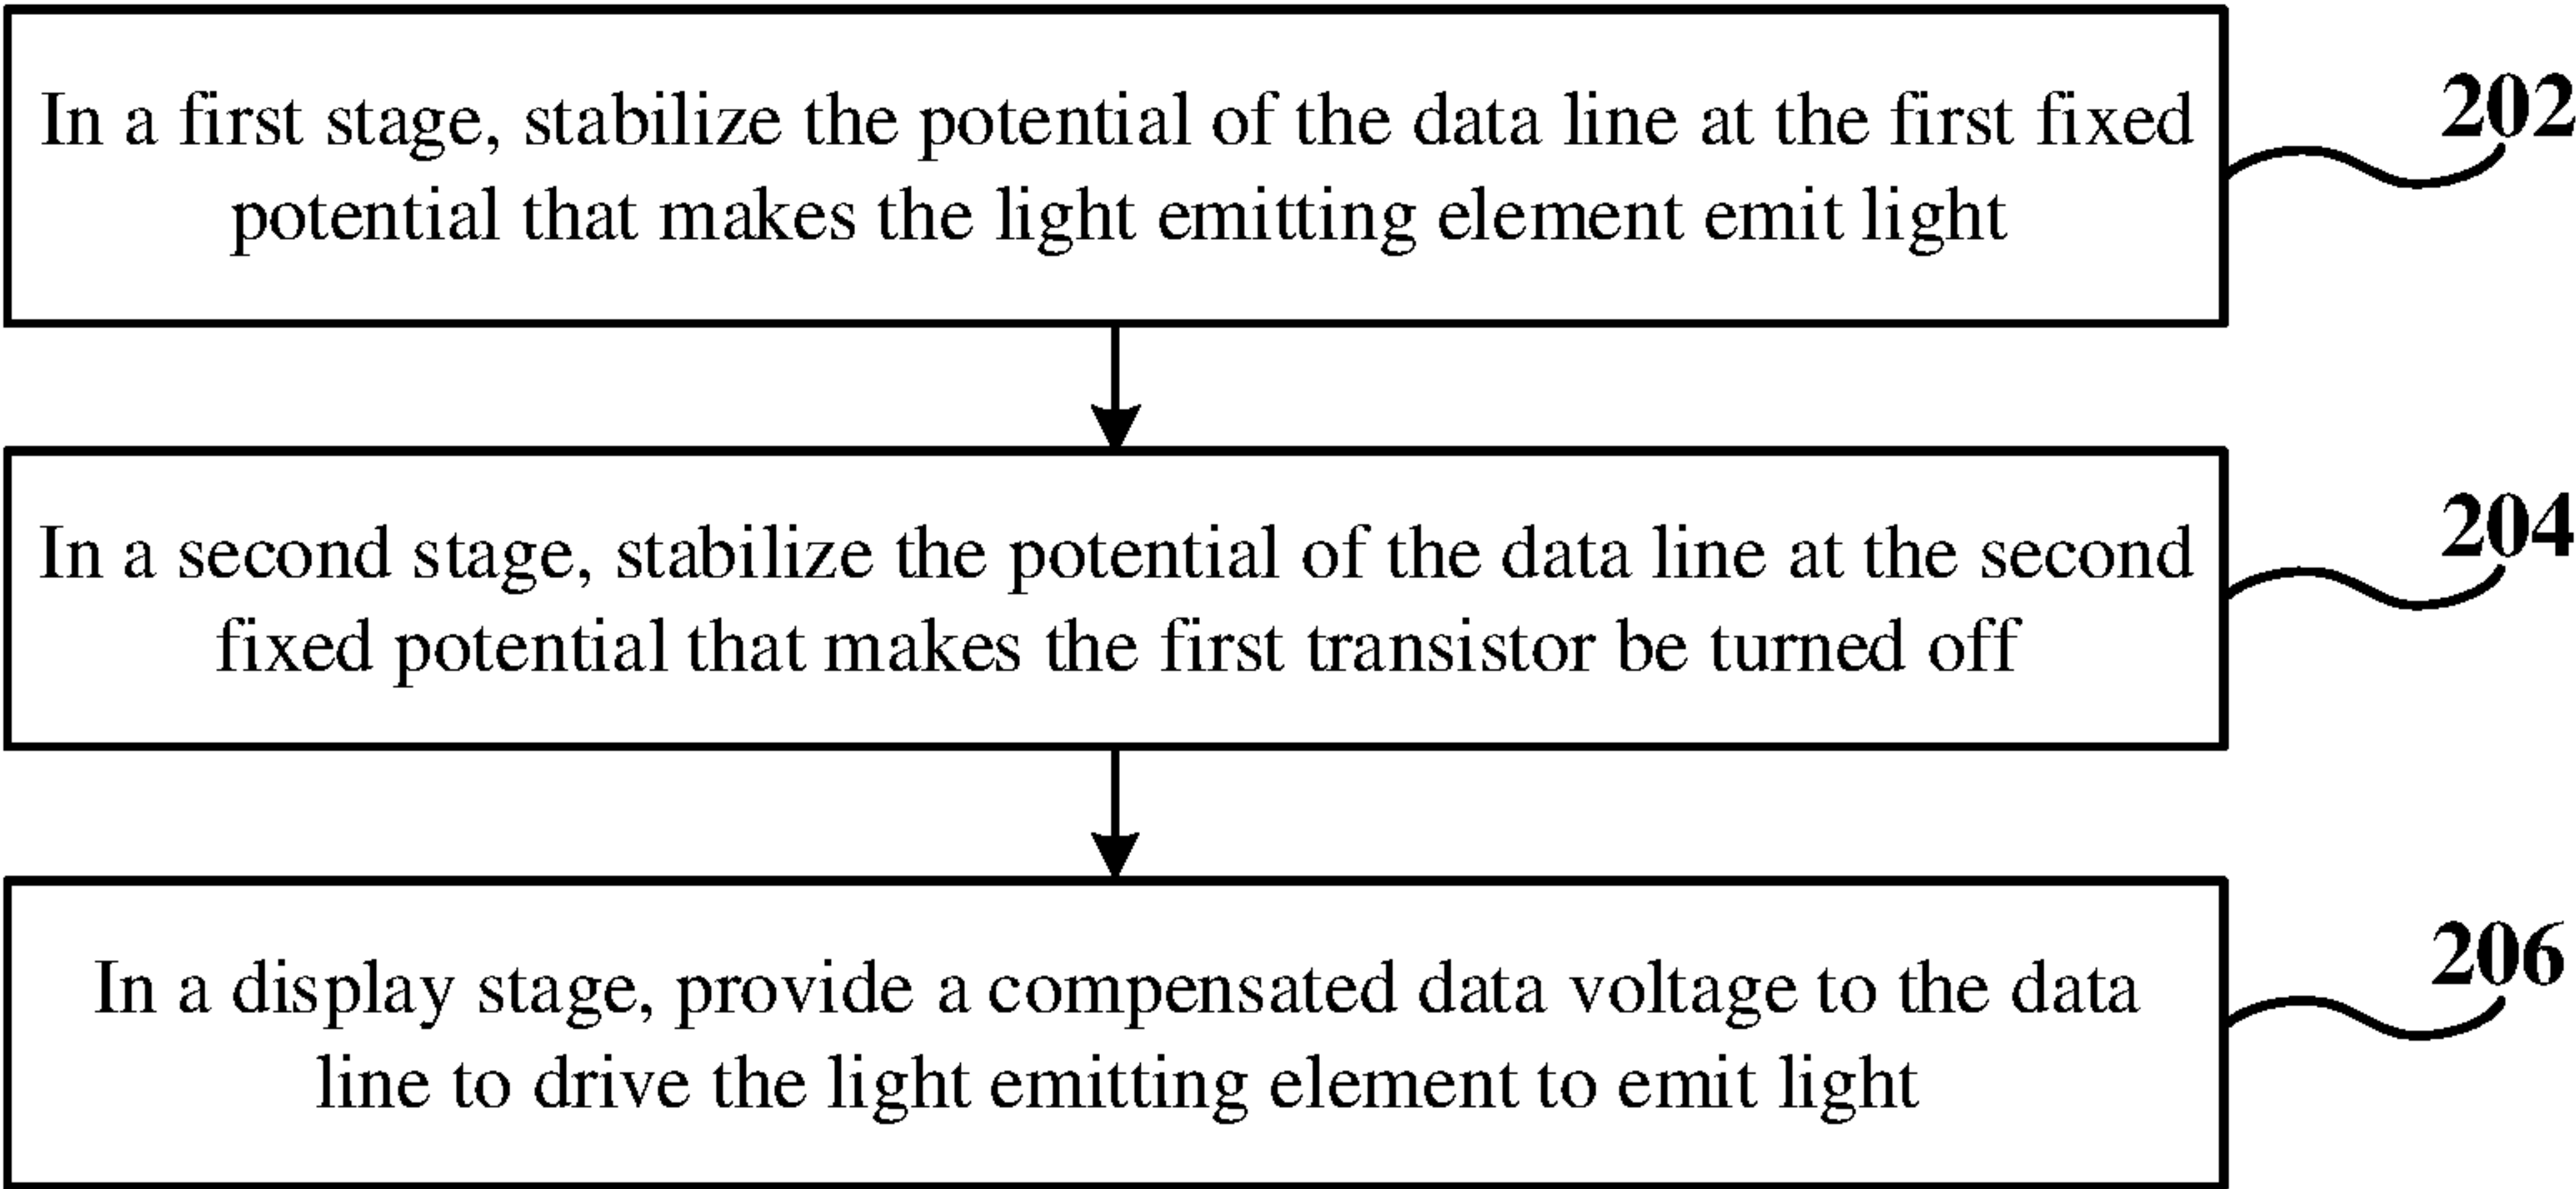 In a first stage, stabilize the potential of the data line at the first fixed
potential that makes the light emitting element emit light
202
In a second stage, stabilize the potential of the data line at the second
fixed potential that makes the first transistor be turned off
204
In a display stage, provide a compensated data voltage to the data
line to drive the light emitting element to emit light
206